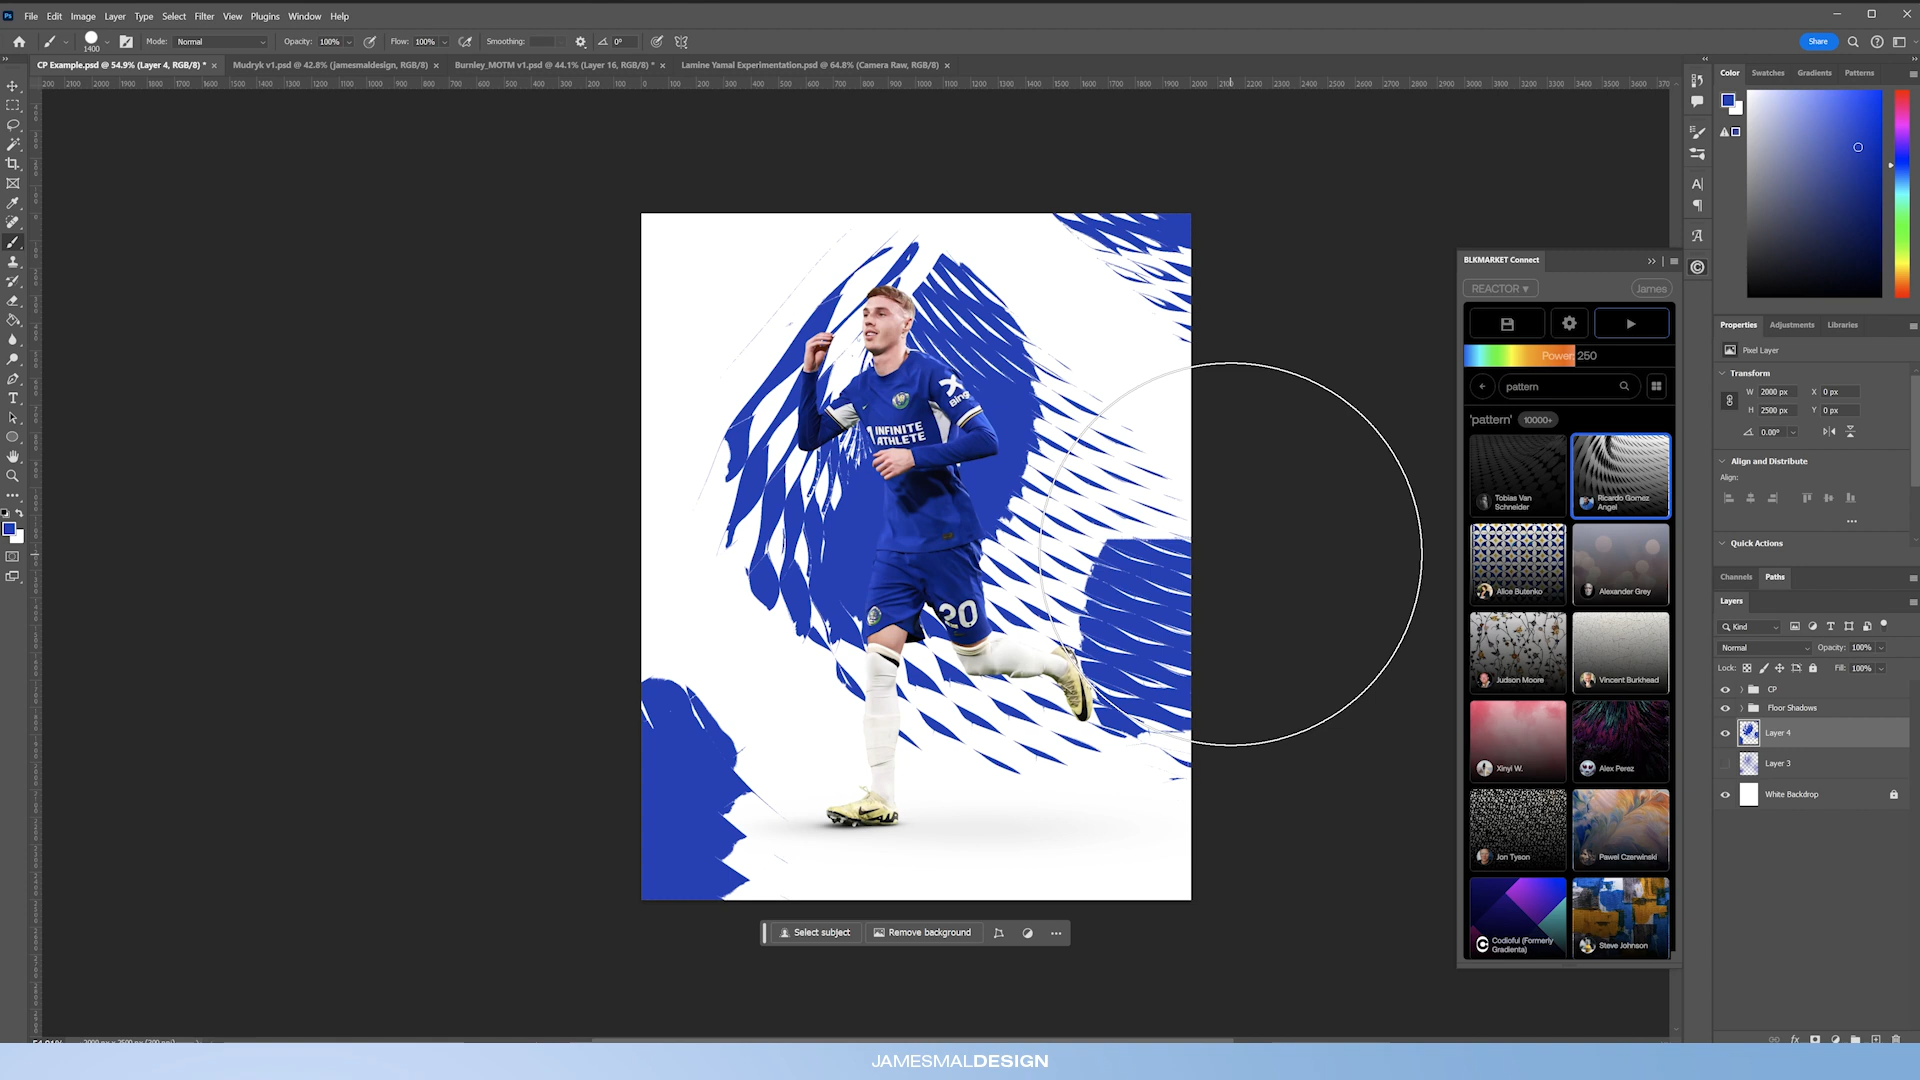 Ps File Edit Image Layer Type Select Filter View Plugins Window Help
1400 Mode: Normal Opacity: 100% Flow: 100% Smoothing: 0° Share
CP Example.psd @ 54.9% (Layer 4, RGB/8) * × Mudryk v1.psd @ 42.8% (jamesmaldesign, RGB/8) × Burnley_MOTM v1.psd @ 44.1% (Layer 16, RGB/8) * × Lamine Yamal Experimentation.psd @ 64.8% (Camera Raw, RGB/8) ×
Color Swatches Gradients Patterns
BLKMARKET Connect
REACTOR ▾ James
Power: 250
pattern
'pattern' 10000+
Tobias Van Schneider
Ricardo Gomez Angel
Alice Butenko
Alexander Grey
Judson Moore
Vincent Burkhead
Xinyi W.
Alex Perez
Jon Tyson
Pawel Czerwinski
Codioful (Formerly Gradienta)
Steve Johnson
Bing
INFINITE
ATHLETE
20
Select subject Remove background
Properties Adjustments Libraries
Pixel Layer
Transform
W 2000 px X 0 px
H 2500 px Y 0 px
0.00°
Align and Distribute
Align:
Quick Actions
Channels Paths
Layers
Kind
Normal Opacity: 100%
Lock: Fill: 100%
CP
Floor Shadows
Layer 4
Layer 3
White Backdrop
JAMESMALDESIGN